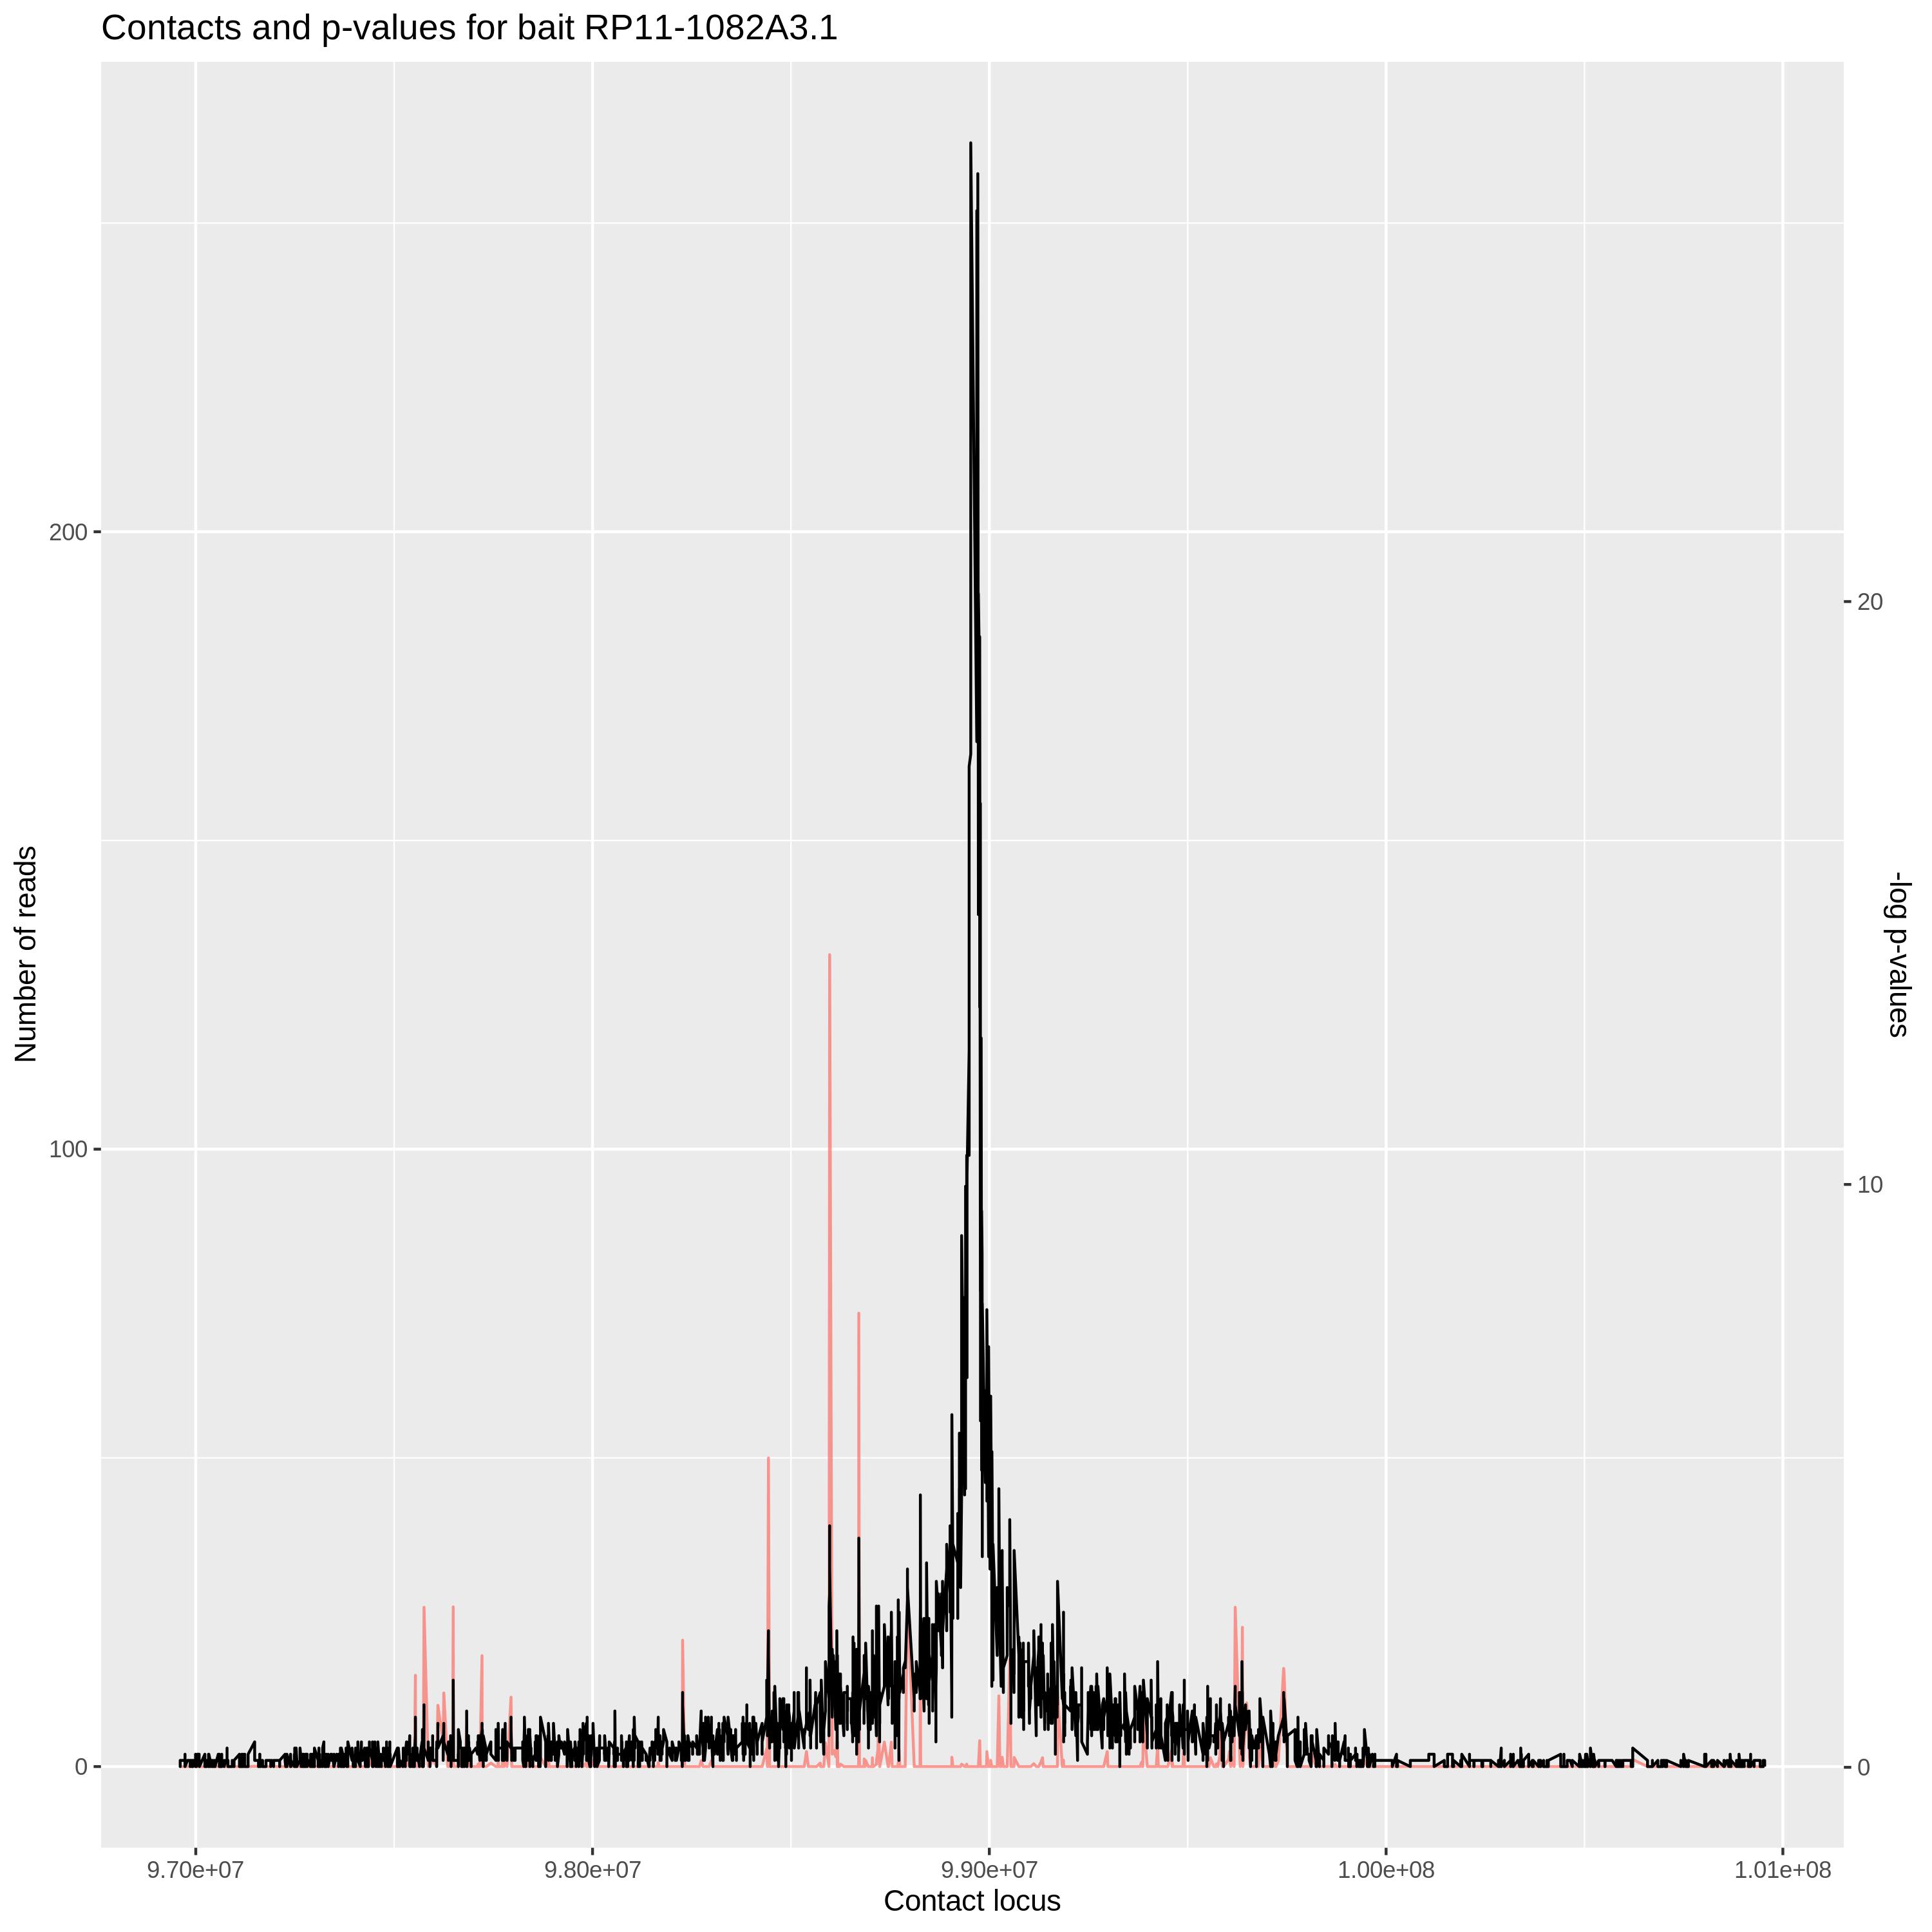 Contacts and p-values for bait RP11-1082A3.1
Number of reads
200
100
0
20
10
0
-log p-values
9.70e+07
9.80e+07
9.90e+07
1.00e+08
1.01e+08
Contact locus